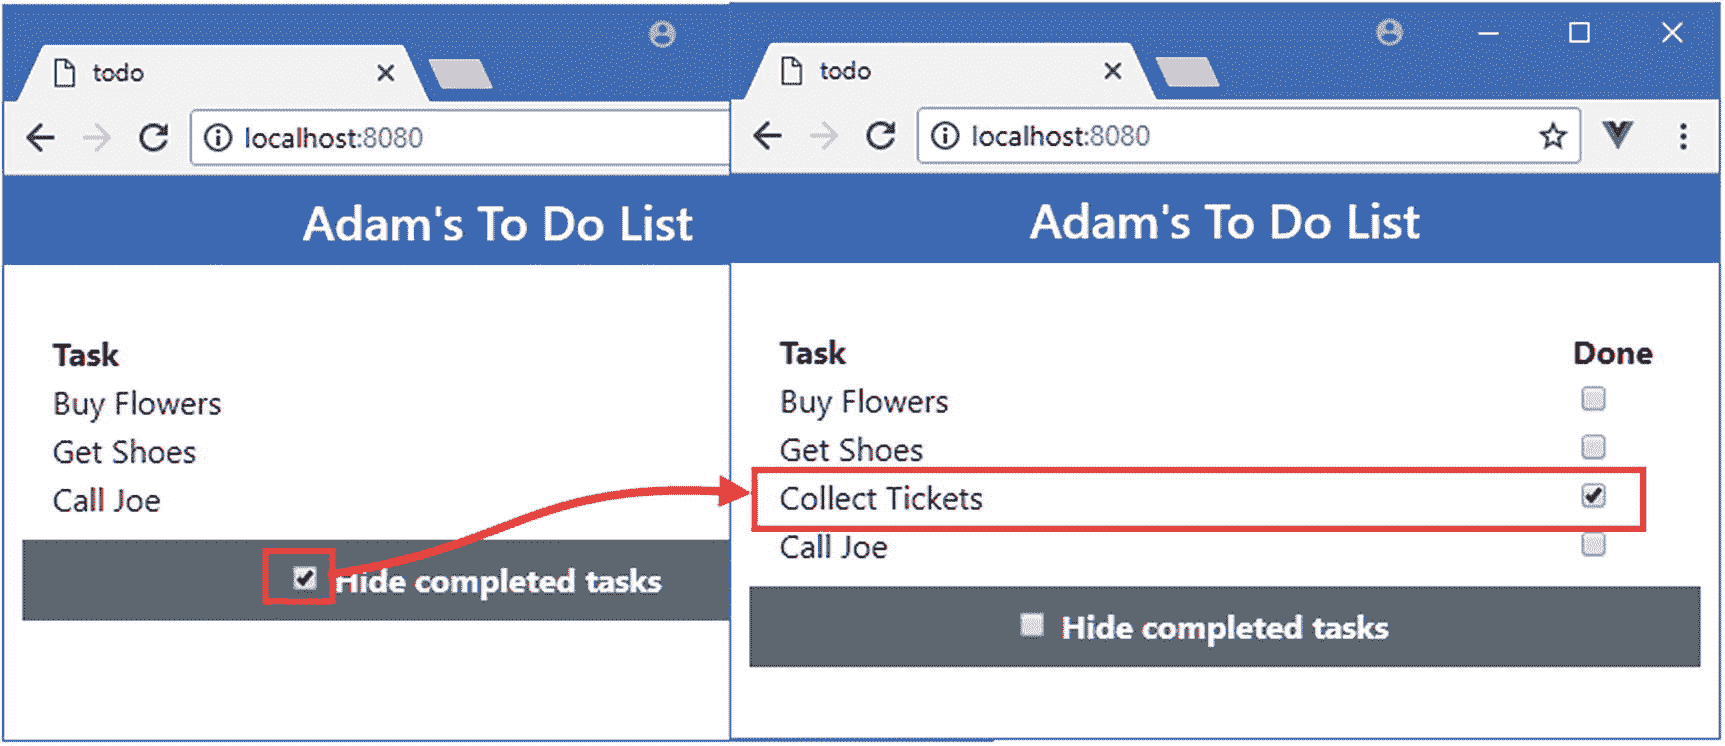 todo
localhost:8080
Adam's To Do List
Task
Buy Flowers
Get Shoes
Call Joe
Hide completed tasks
todo
localhost:8080
Adam's To Do List
Task Done
Buy Flowers
Get Shoes
Collect Tickets
Call Joe
Hide completed tasks